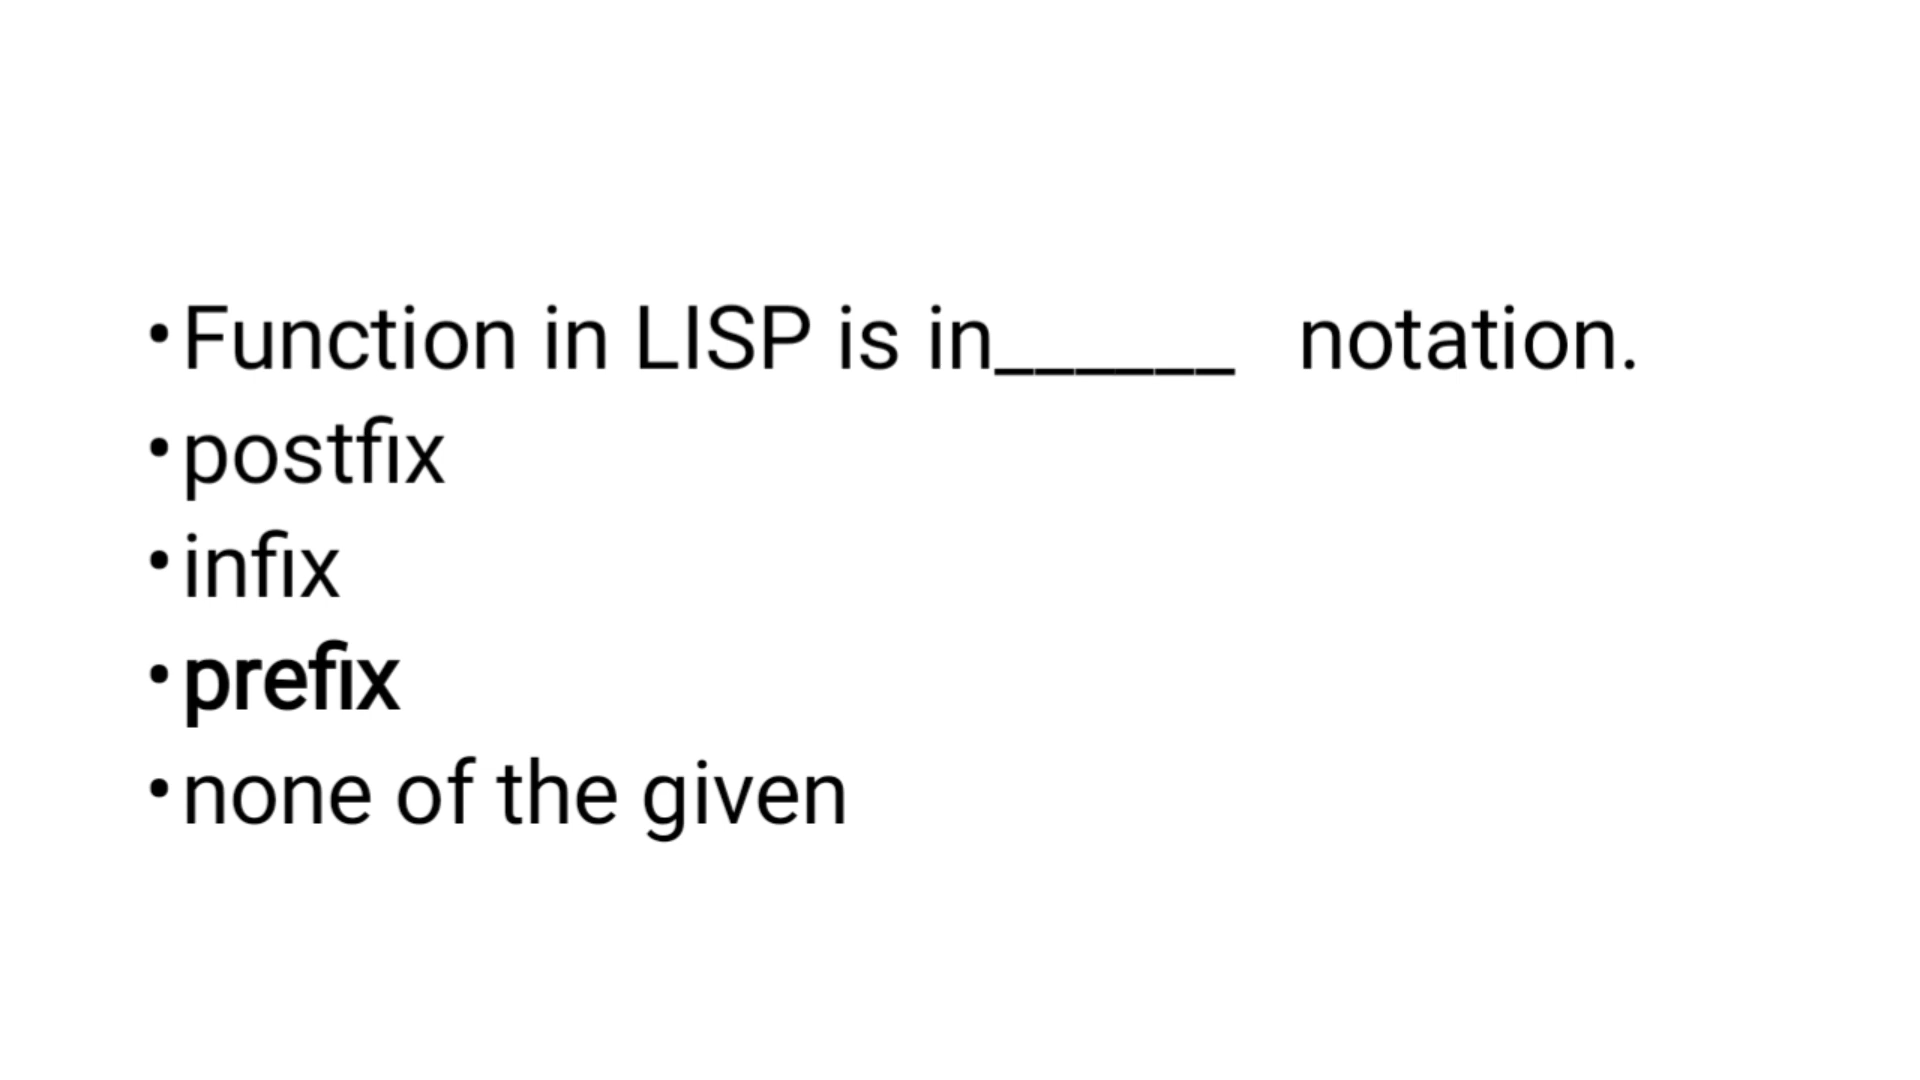 •Function in LISP is in______ notation.
•postfix
•infix
•prefix
•none of the given